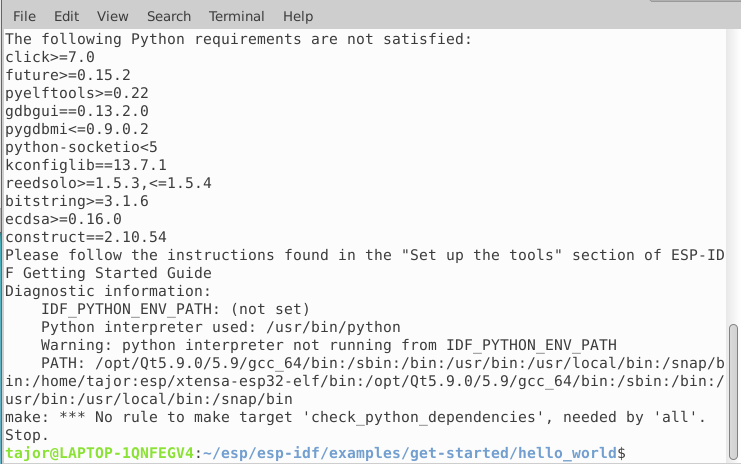 File Edit View Search Terminal Help
The following Python requirements are not satisfied:
click>=7.0
future>=0.15.2
pyelftools>=0.22
gdbgui==0.13.2.0
pygdbmi<=0.9.0.2
python-socketio<5
kconfiglib==13.7.1
reedsolo>=1.5.3,<=1.5.4
bitstring>=3.1.6
ecdsa>=0.16.0
construct==2.10.54
Please follow the instructions found in the "Set up the tools" section of ESP-ID
F Getting Started Guide
Diagnostic information:
    IDF_PYTHON_ENV_PATH: (not set)
    Python interpreter used: /usr/bin/python
    Warning: python interpreter not running from IDF_PYTHON_ENV_PATH
    PATH: /opt/Qt5.9.0/5.9/gcc_64/bin:/sbin:/bin:/usr/bin:/usr/local/bin:/snap/b
in:/home/tajor:esp/xtensa-esp32-elf/bin:/opt/Qt5.9.0/5.9/gcc_64/bin:/sbin:/bin:/
usr/bin:/usr/local/bin:/snap/bin
make: *** No rule to make target 'check_python_dependencies', needed by 'all'.
Stop.
tajor@LAPTOP-1QNFEGV4:~/esp/esp-idf/examples/get-started/hello_world$